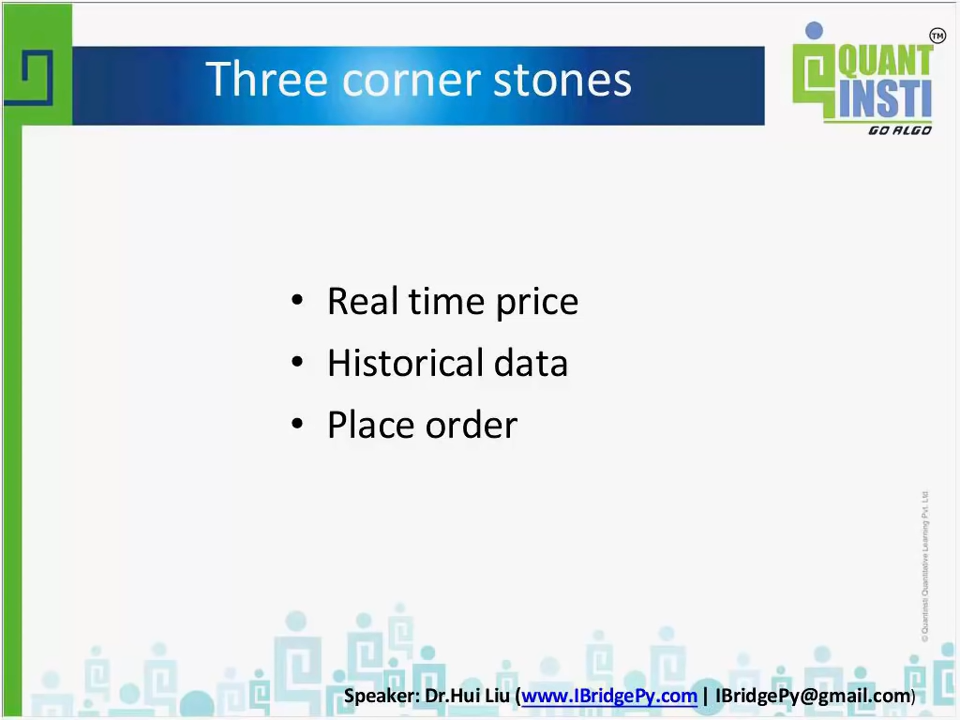 Three corner stones
QUANT
INSTI
TM
GO ALGO
• Real time price
• Historical data
• Place order
© Quantinsti Quantitative Learning Pvt. Ltd.
Speaker: Dr.Hui Liu (www.IBridgePy.com | IBridgePy@gmail.com)